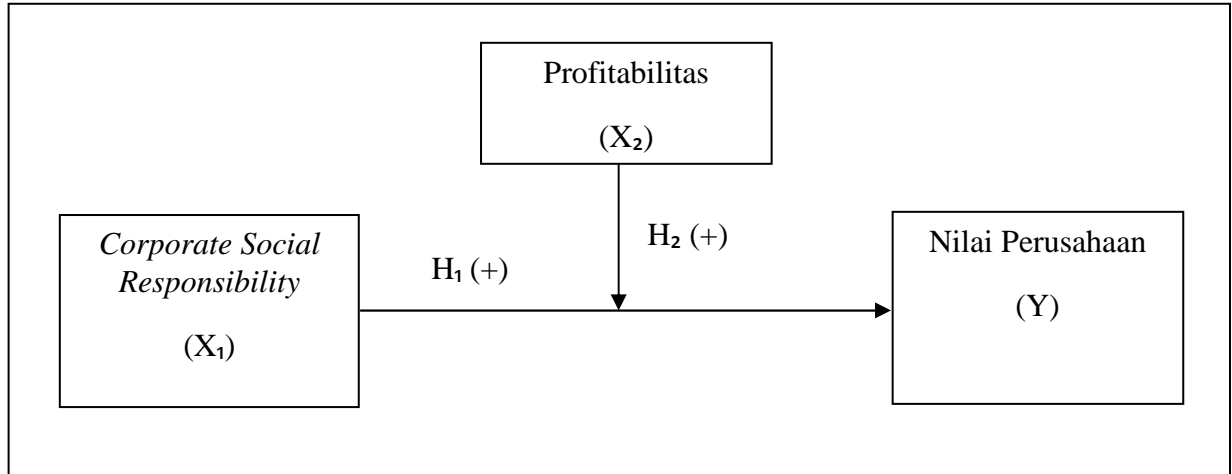 Profitabilitas
(X₂)
Corporate Social
Responsibility
(X₁)
H₁ (+)
H₂ (+)
Nilai Perusahaan
(Y)